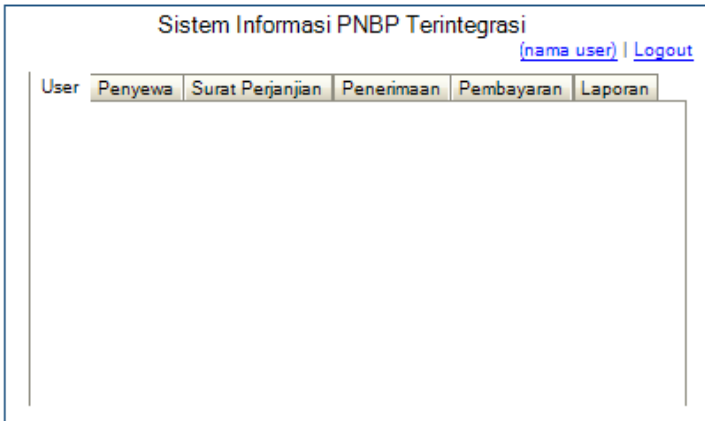 Sistem Informasi PNBP Terintegrasi
(nama user) | Logout
User Penyewa Surat Perjanjian Penerimaan Pembayaran Laporan